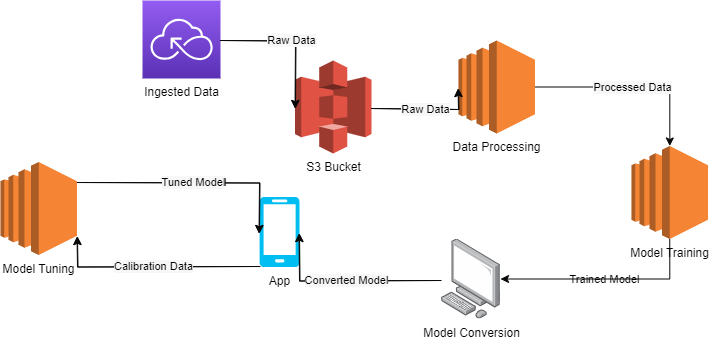 Raw Data
Ingested Data
Processed Data
Raw Data
Data Processing
S3 Bucket
Tuned Model
Model Training
Model Tuning
Calibration Data
App
Converted Model
Trained Model
Model Conversion